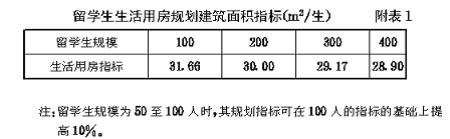 留学生生活用房规划建筑面积指标(m²/生) 附表1
留学生规模 100 200 300 400
生活用房指标 31.66 30.00 29.17 28.90
注:留学生规模为50至100人时,其规划指标可在100人的指标的基础上提
高10%。